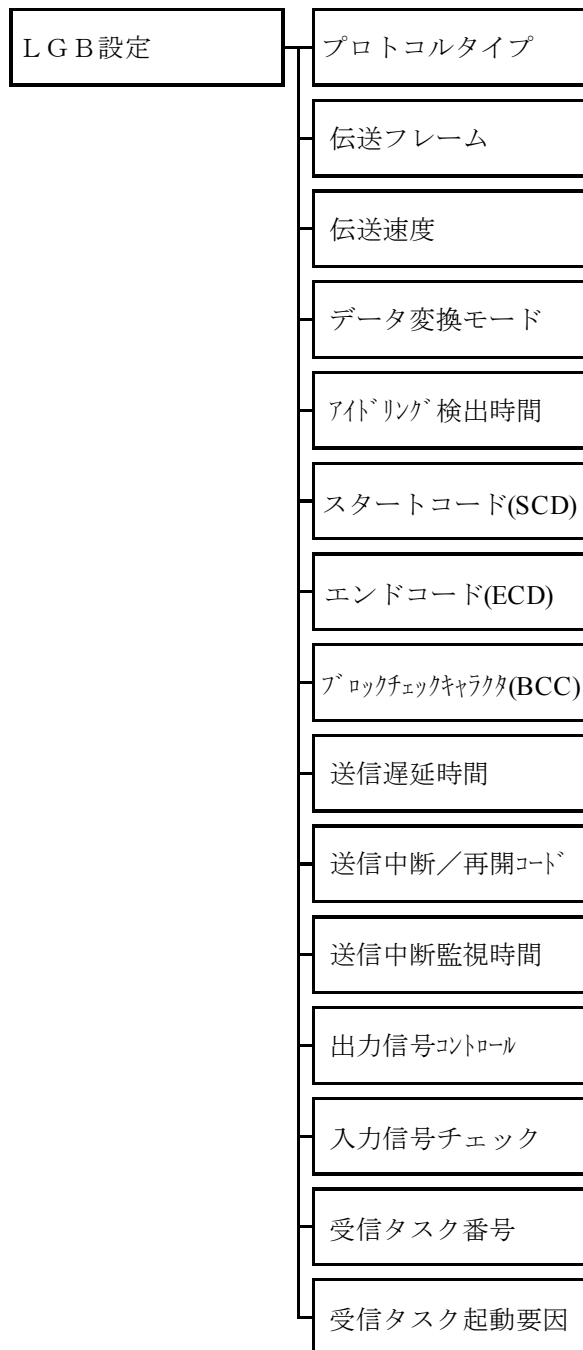 ＬＧＢ設定
プロトコルタイプ
伝送フレーム
伝送速度
データ変換モード
ｱｲﾄﾞﾘﾝｸﾞ検出時間
スタートコード(SCD)
エンドコード(ECD)
ﾌﾞﾛｯｸﾁｪｯｸｷｬﾗｸﾀ(BCC)
送信遅延時間
送信中断／再開ｺｰﾄﾞ
送信中断監視時間
出力信号ｺﾝﾄﾛｰﾙ
入力信号チェック
受信タスク番号
受信タスク起動要因